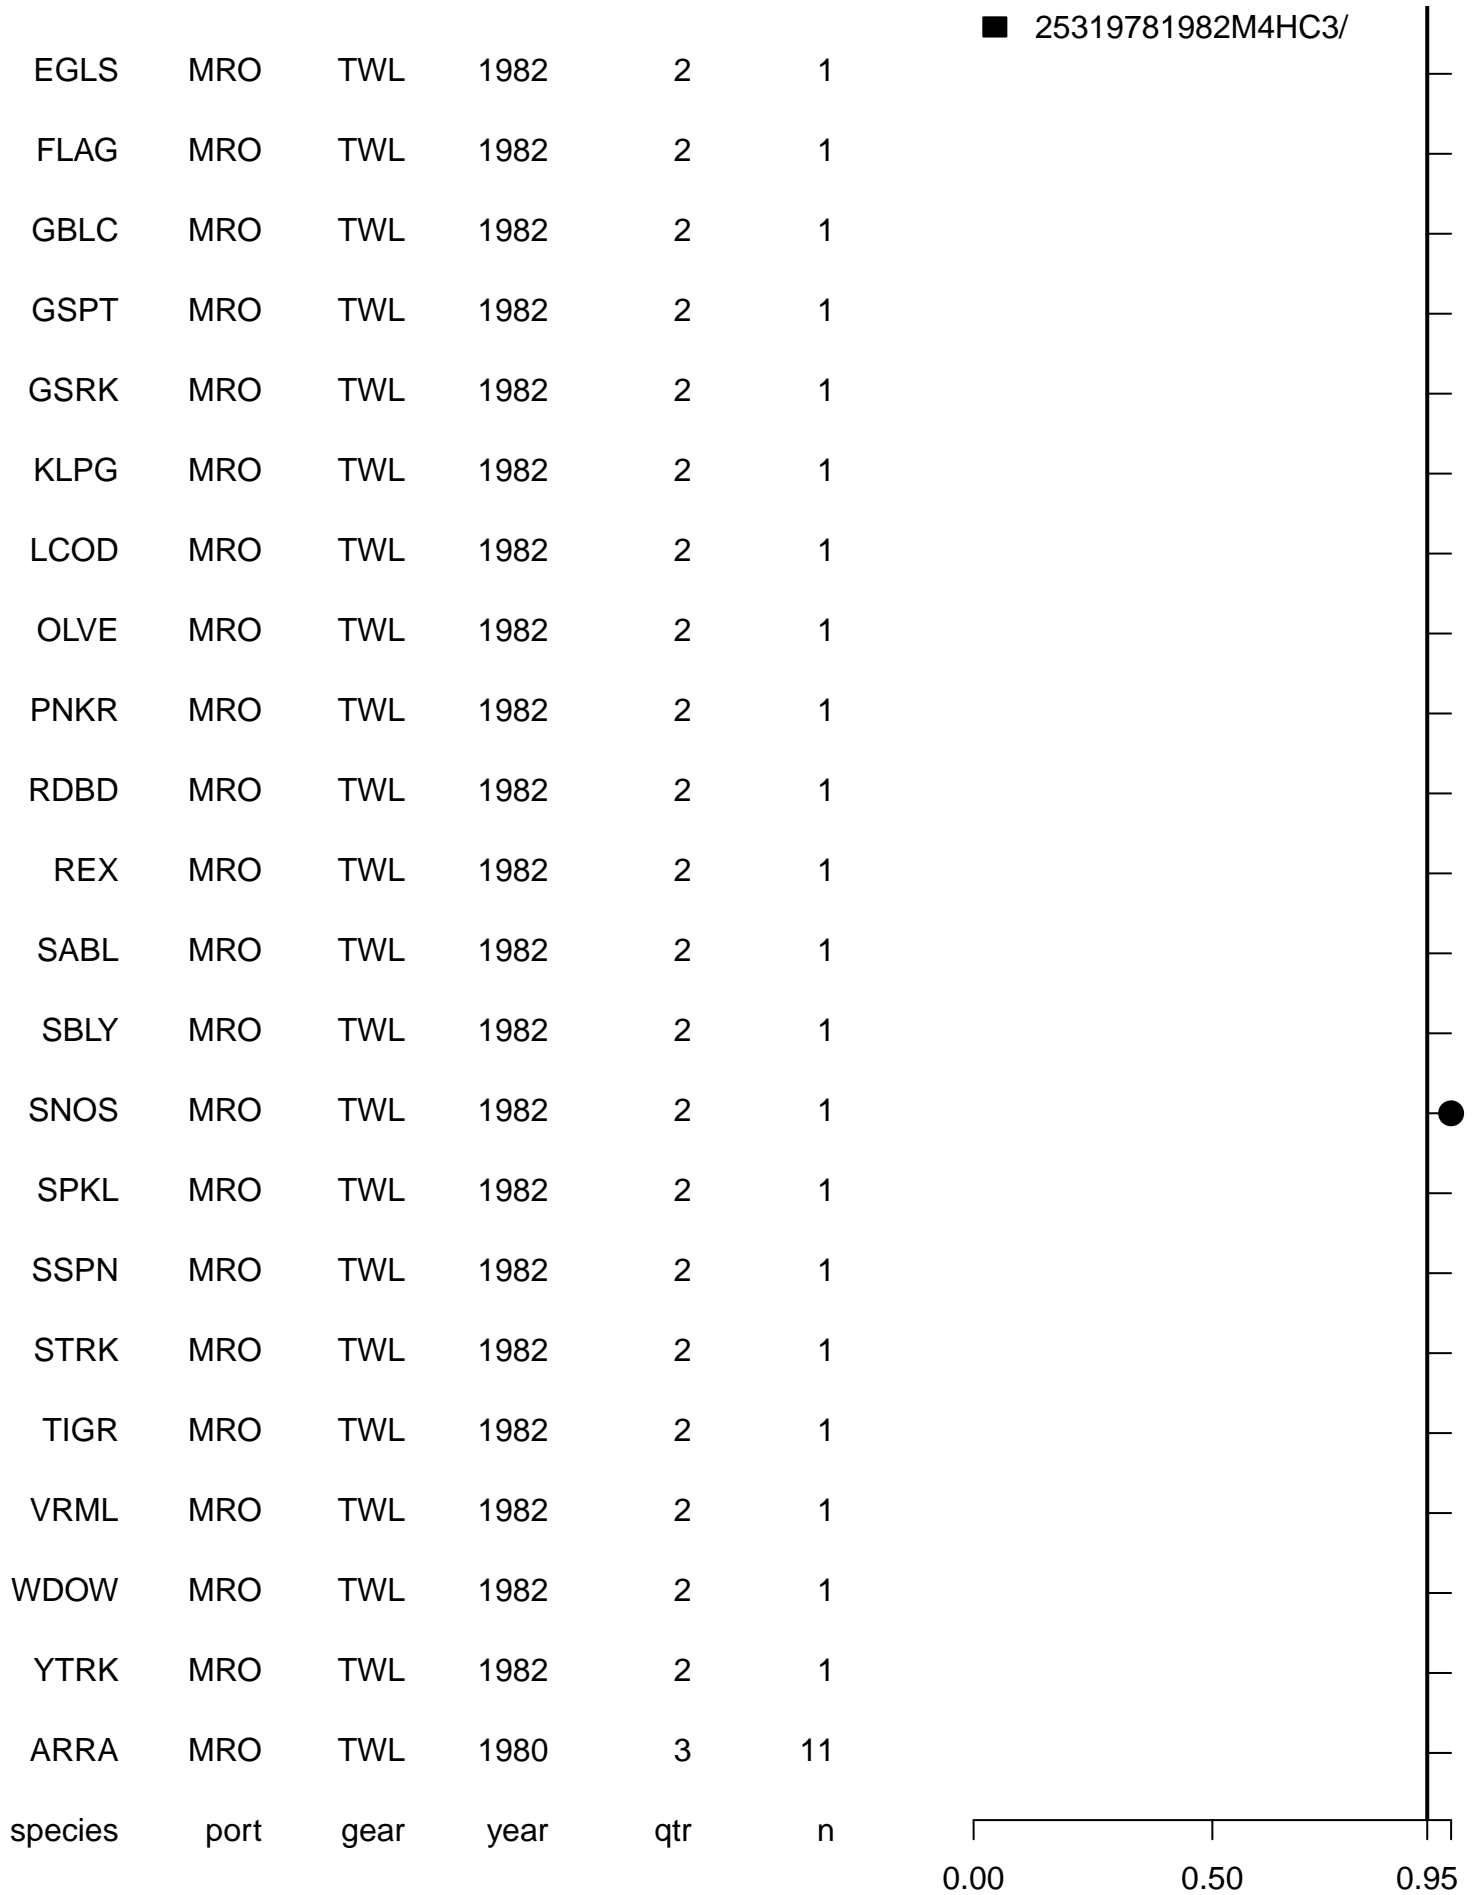 25319781982M4HC3/
EGLS MRO TWL 1982 2 1
FLAG MRO TWL 1982 2 1
GBLC MRO TWL 1982 2 1
GSPT MRO TWL 1982 2 1
GSRK MRO TWL 1982 2 1
KLPG MRO TWL 1982 2 1
LCOD MRO TWL 1982 2 1
OLVE MRO TWL 1982 2 1
PNKR MRO TWL 1982 2 1
RDBD MRO TWL 1982 2 1
REX MRO TWL 1982 2 1
SABL MRO TWL 1982 2 1
SBLY MRO TWL 1982 2 1
SNOS MRO TWL 1982 2 1
SPKL MRO TWL 1982 2 1
SSPN MRO TWL 1982 2 1
STRK MRO TWL 1982 2 1
TIGR MRO TWL 1982 2 1
VRML MRO TWL 1982 2 1
WDOW MRO TWL 1982 2 1
YTRK MRO TWL 1982 2 1
ARRA MRO TWL 1980 3 11
species port gear year qtr n
0.00 0.50 0.95